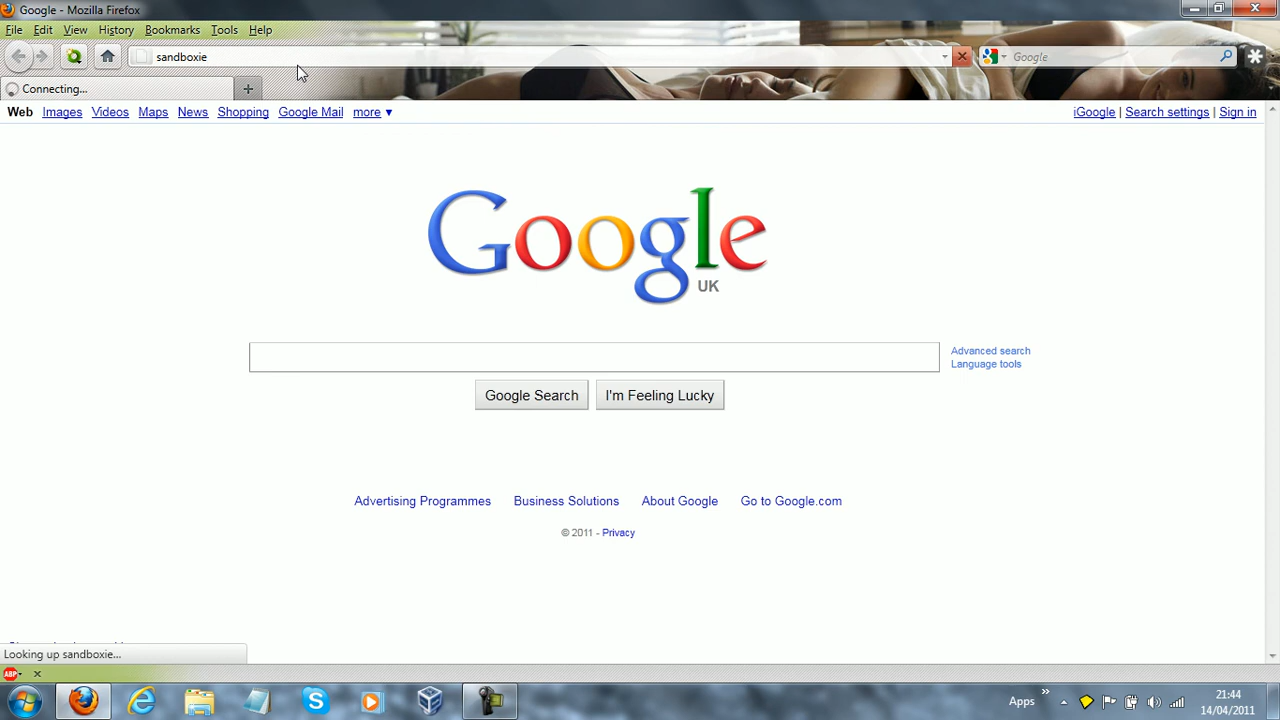 Google - Mozilla Firefox
File Edit View History Bookmarks Tools Help
sandboxie
Google
Connecting...
Web Images Videos Maps News Shopping Google Mail more ▼
iGoogle | Search settings | Sign in
Google
UK
Advanced search
Language tools
Google Search I'm Feeling Lucky
Advertising Programmes Business Solutions About Google Go to Google.com
© 2011 - Privacy
Looking up sandboxie...
ABP
Apps
21:44
14/04/2011